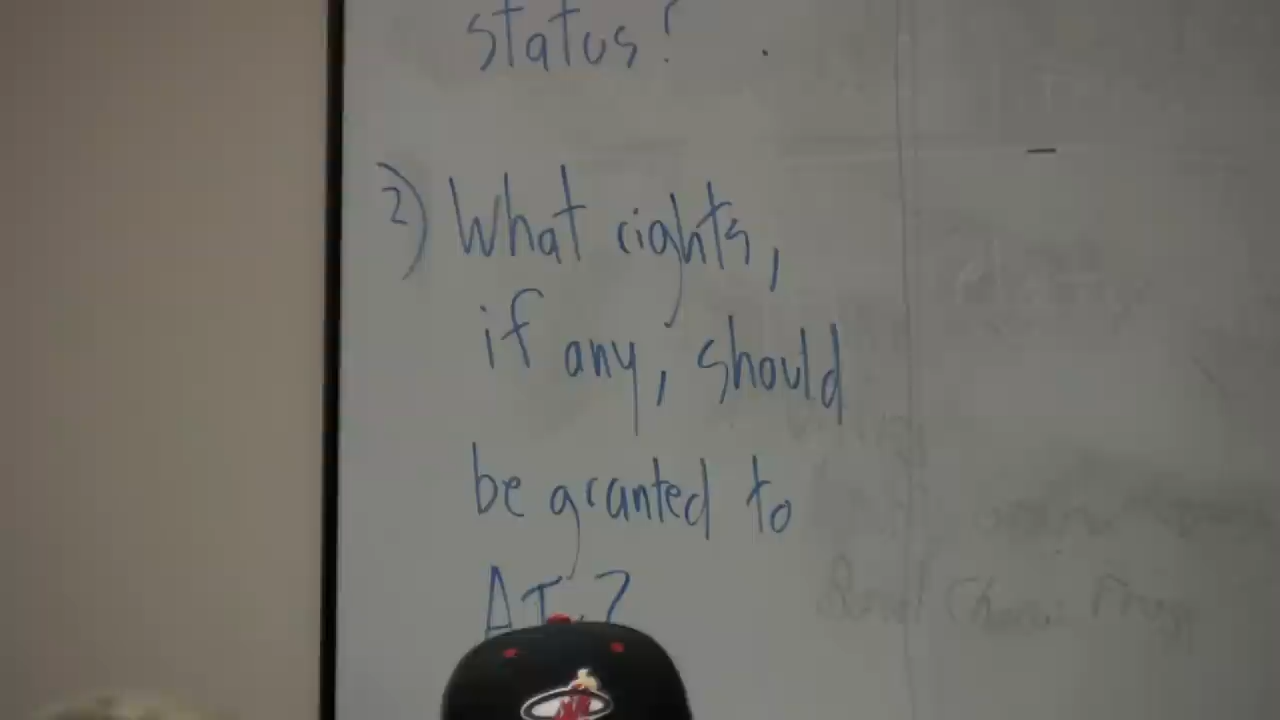 status?
2) What rights,
if any, should
be granted to
AI?